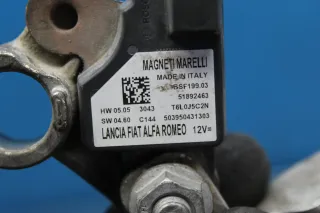 MAGNETI MARELLI
MADE IN ITALY
BSF199.03
51892463
HW 05.05 3043 T6L025C2N
SW 04.60 C144 503950431303
LANCIA FIAT ALFA ROMEO 12V=